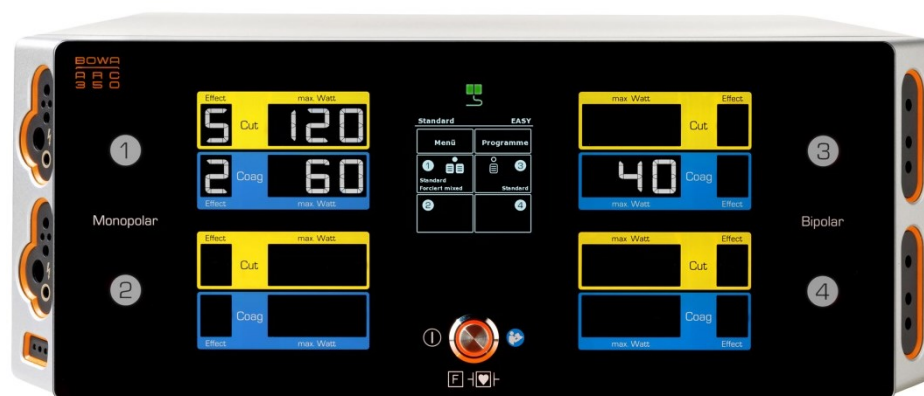 BOWA
ARC
350
Effect max. Watt
5 Cut 120
2 Coag 60
Effect max. Watt
1
Monopolar
Effect max. Watt
Cut
Coag
Effect max. Watt
2
Standard EASY
Menü Programme
1 3
Standard
Forciert mixed Standard
2 4
F
max. Watt Effect
Cut
40 Coag
max. Watt Effect
3
Bipolar
max. Watt Effect
Cut
Coag
max. Watt Effect
4